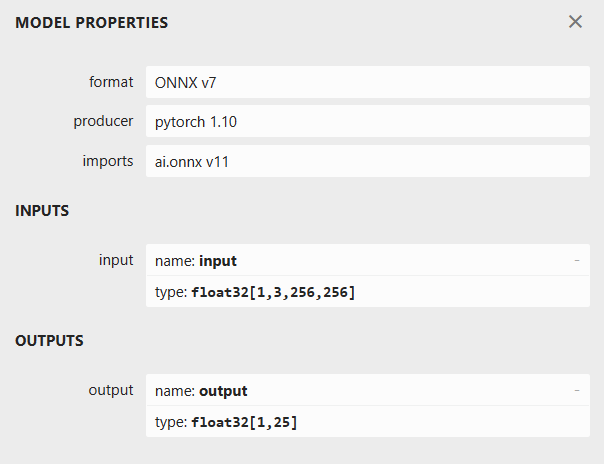 MODEL PROPERTIES ×
format ONNX v7
producer pytorch 1.10
imports ai.onnx v11
INPUTS
input name: input -
type: float32[1,3,256,256]
OUTPUTS
output name: output -
type: float32[1,25]